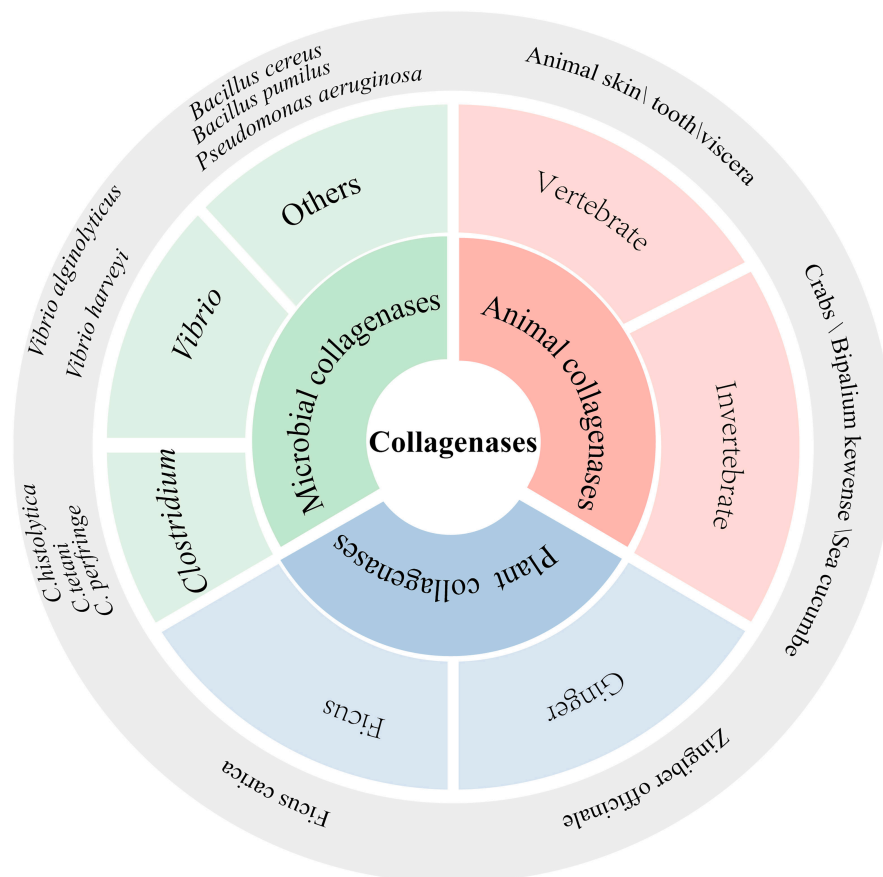 Collagenases
Animal collagenases
Vertebrate
Animal skin\ tooth\viscera
Invertebrate
Crabs \ Bipalium kewense \Sea cucumbe
Plant collagenases
Ginger
Zingiber officinale
Ficus
Ficus carica
Microbial collagenases
Clostridium
C.histolytica
C.tetani
C. perfringe
Vibrio
Vibrio alginolyticus
Vibrio harveyi
Others
Bacillus cereus
Bacillus pumilus
Pseudomonas aeruginosa